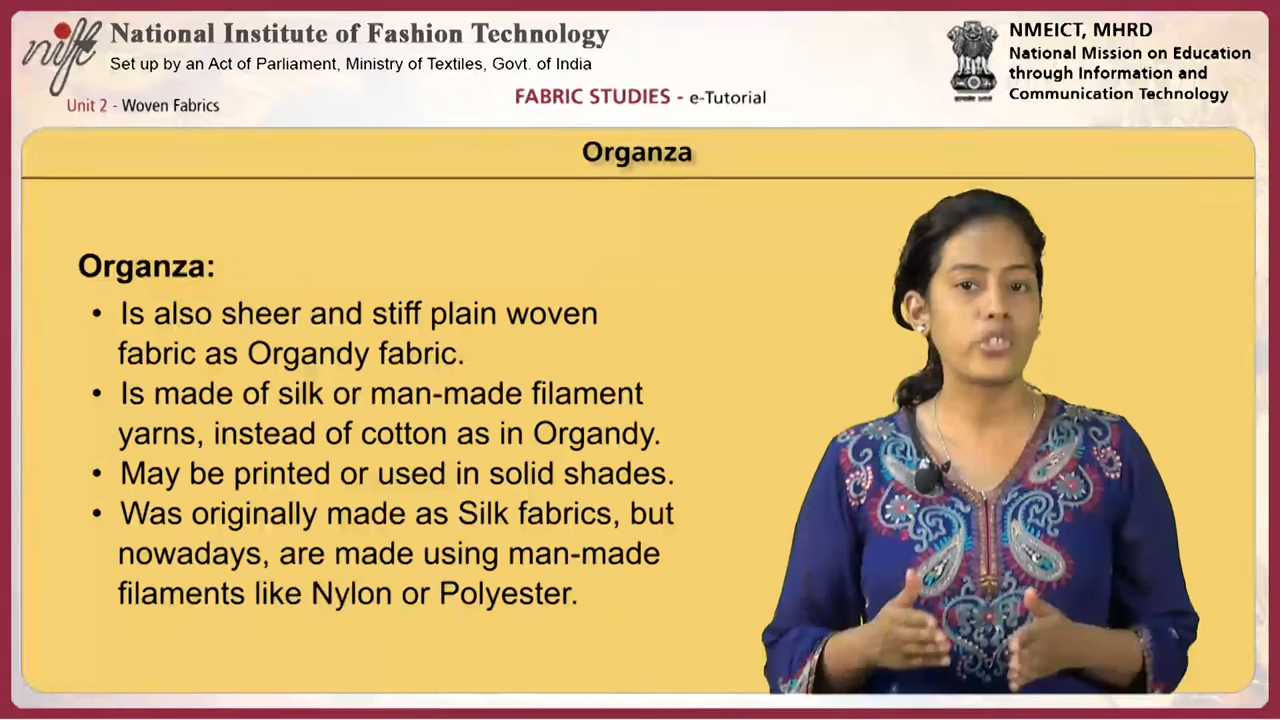 nift
National Institute of Fashion Technology
Set up by an Act of Parliament, Ministry of Textiles, Govt. of India
Unit 2 - Woven Fabrics
FABRIC STUDIES - e-Tutorial
NMEICT, MHRD
National Mission on Education
through Information and
Communication Technology
Organza
Organza:
• Is also sheer and stiff plain woven
fabric as Organdy fabric.
• Is made of silk or man-made filament
yarns, instead of cotton as in Organdy.
• May be printed or used in solid shades.
• Was originally made as Silk fabrics, but
nowadays, are made using man-made
filaments like Nylon or Polyester.